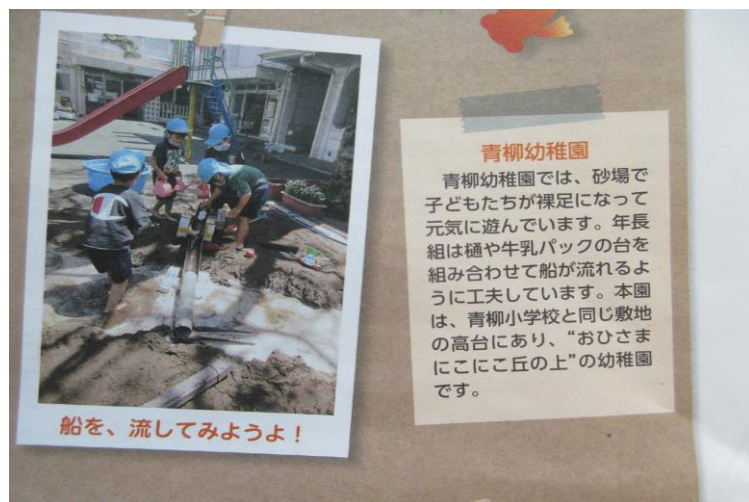 船を、流してみようよ！
青柳幼稚園
青柳幼稚園では、砂場で
子どもたちが裸足になって
元気に遊んでいます。年長
組は樋や牛乳パックの台を
組み合わせて船が流れるよ
うに工夫しています。本園
は、青柳小学校と同じ敷地
の高台にあり、“おひさま
にこにこ丘の上”の幼稚園
です。